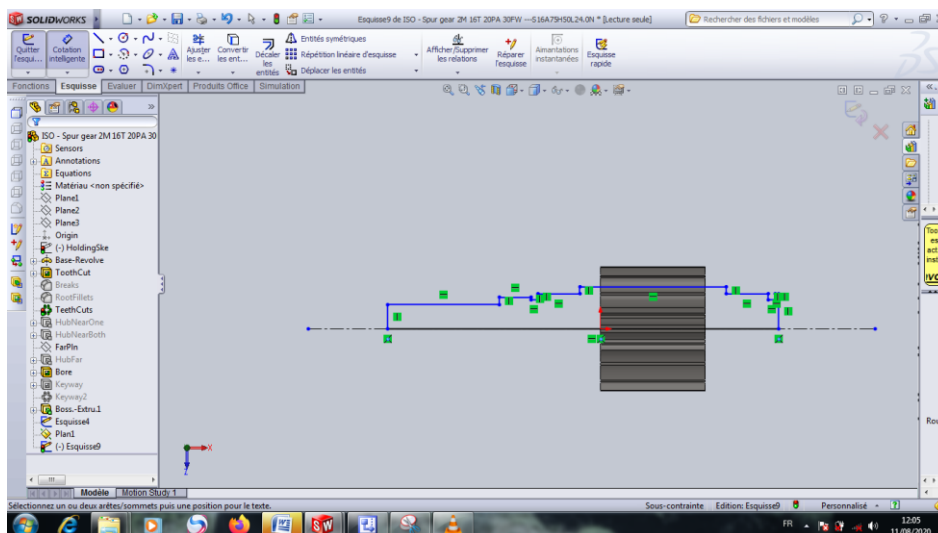 SOLIDWORKS
Esquisse9 de ISO - Spur gear 2M 16T 20PA 30FW ---S16A75H50L24.0N * [Lecture seule]
Rechercher des fichiers et modèles
Quitter l'esqui...
Cotation intelligente
Ajuster les e...
Convertir les ent...
Décaler les entités
Entités symétriques
Répétition linéaire d'esquisse
Déplacer les entités
Afficher/Supprimer les relations
Réparer l'esquisse
Aimantations instantanées
Esquisse rapide
Fonctions
Esquisse
Evaluer
DimXpert
Produits Office
Simulation
ISO - Spur gear 2M 16T 20PA 30
Sensors
Annotations
Equations
Matériau <non spécifié>
Plane1
Plane2
Plane3
Origin
(-) HoldingSke
Base-Revolve
ToothCut
Breaks
RootFillets
ToothCuts
HubNearOne
HubNearBoth
FarPln
HubFar
Bore
Keyway
Keyway2
Boss.-Extru.1
Esquisse4
Plan1
(-) Esquisse9
X
Z
Modèle
Motion Study 1
Sélectionnez un ou deux arêtes/sommets puis une position pour le texte.
Sous-contrainte
Edition: Esquisse9
Personnalisé
FR
12:05
11/08/2020